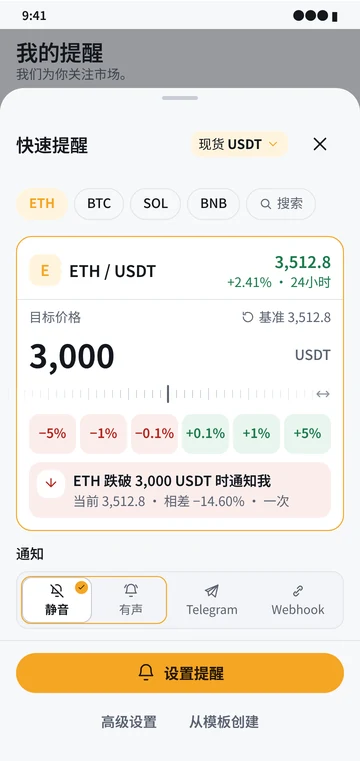 9:41
我的提醒
我们为你关注市场。
快速提醒
现货 USDT
ETH
BTC
SOL
BNB
搜索
E
ETH / USDT
3,512.8
+2.41% · 24小时
目标价格
基准 3,512.8
3,000
USDT
−5%
−1%
−0.1%
+0.1%
+1%
+5%
ETH 跌破 3,000 USDT 时通知我
当前 3,512.8 · 相差 −14.60% · 一次
通知
静音
有声
Telegram
Webhook
设置提醒
高级设置
从模板创建